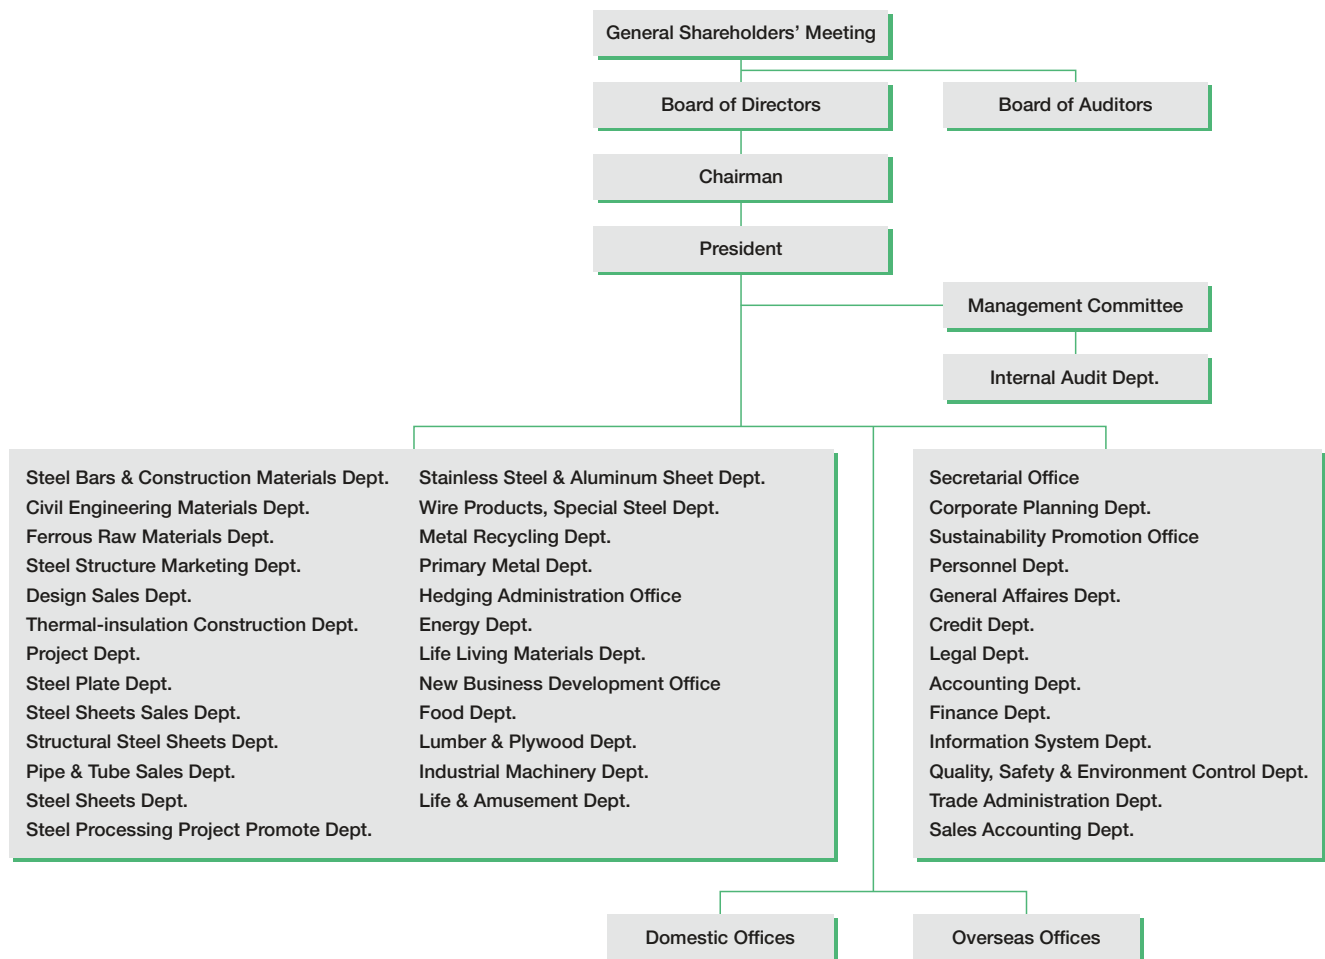 General Shareholders’ Meeting
Board of Directors
Board of Auditors
Chairman
President
Management Committee
Internal Audit Dept.
Steel Bars & Construction Materials Dept.
Civil Engineering Materials Dept.
Ferrous Raw Materials Dept.
Steel Structure Marketing Dept.
Design Sales Dept.
Thermal-insulation Construction Dept.
Project Dept.
Steel Plate Dept.
Steel Sheets Sales Dept.
Structural Steel Sheets Dept.
Pipe & Tube Sales Dept.
Steel Sheets Dept.
Steel Processing Project Promote Dept.
Stainless Steel & Aluminum Sheet Dept.
Wire Products, Special Steel Dept.
Metal Recycling Dept.
Primary Metal Dept.
Hedging Administration Office
Energy Dept.
Life Living Materials Dept.
New Business Development Office
Food Dept.
Lumber & Plywood Dept.
Industrial Machinery Dept.
Life & Amusement Dept.
Secretarial Office
Corporate Planning Dept.
Sustainability Promotion Office
Personnel Dept.
General Affaires Dept.
Credit Dept.
Legal Dept.
Accounting Dept.
Finance Dept.
Information System Dept.
Quality, Safety & Environment Control Dept.
Trade Administration Dept.
Sales Accounting Dept.
Domestic Offices
Overseas Offices